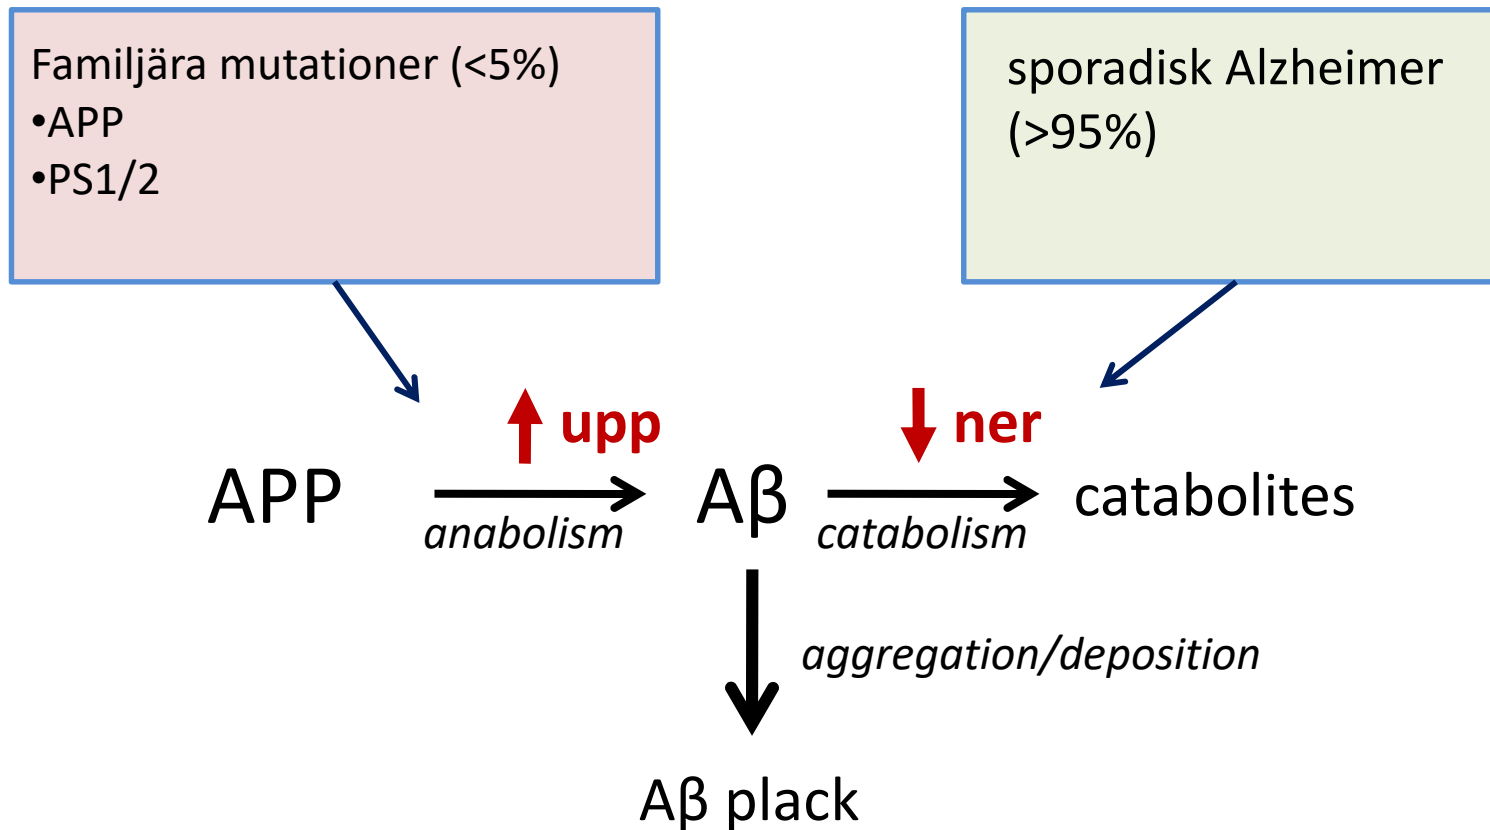 Familjära mutationer (<5%)
•APP
•PS1/2
sporadisk Alzheimer
(>95%)
upp
ner
APP
anabolism
Aβ
catabolism
catabolites
aggregation/deposition
Aβ plack